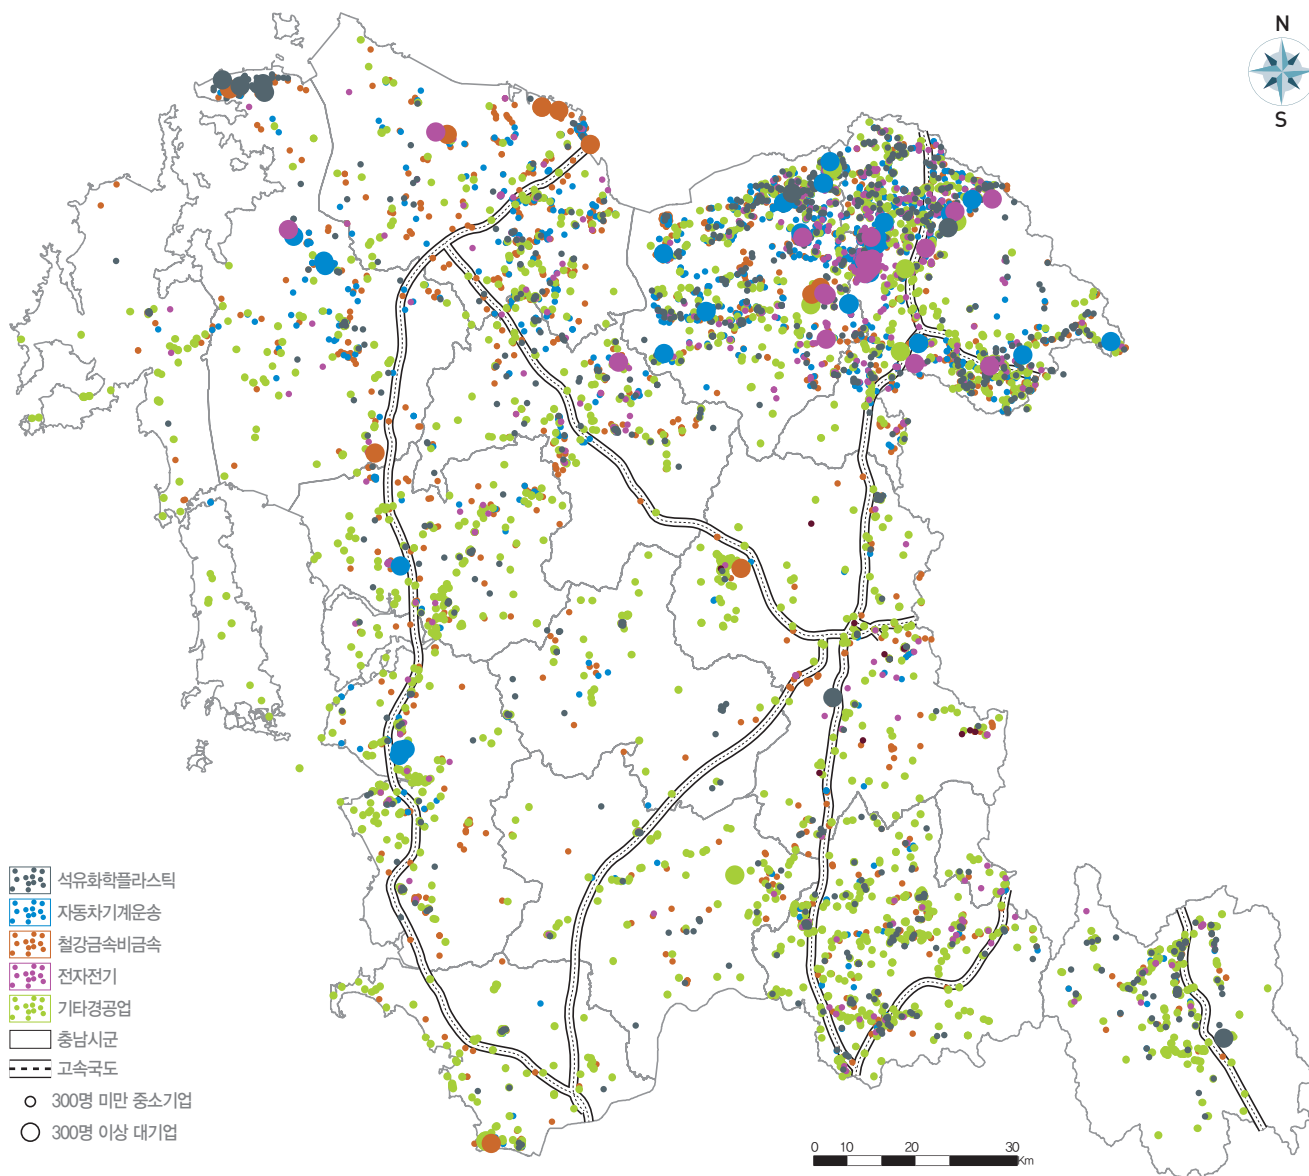 N
S
석유화학플라스틱
자동차기계운송
철강금속비금속
전자전기
기타경공업
충남시군
고속국도
300명 미만 중소기업
300명 이상 대기업
0 10 20 30
Km